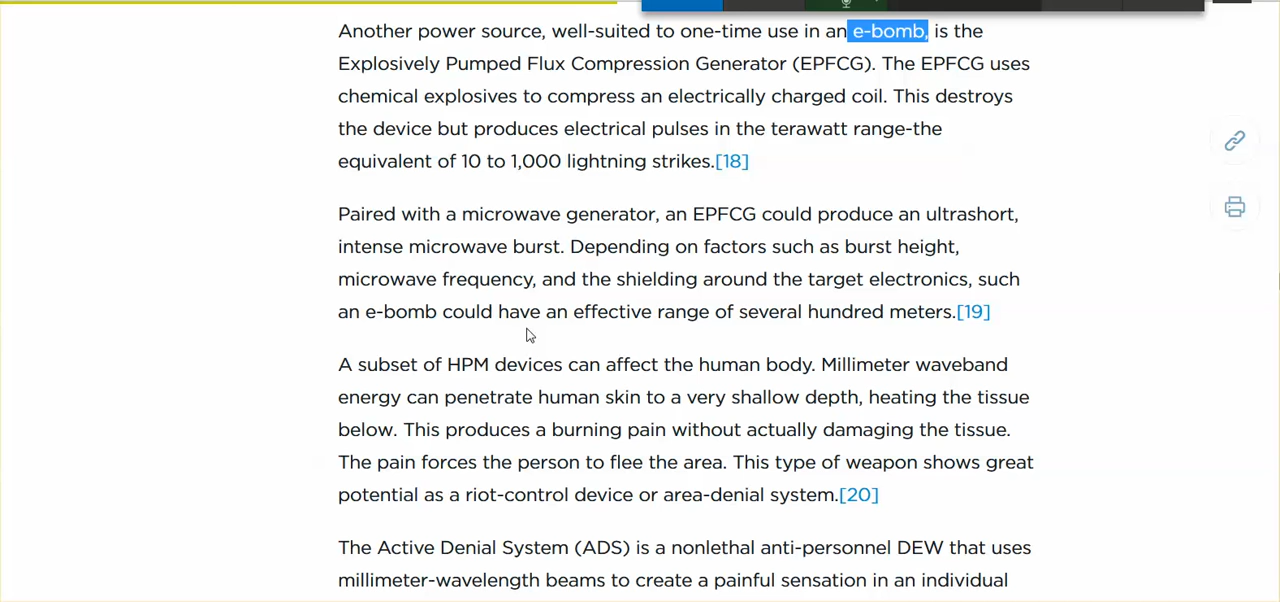 Another power source, well-suited to one-time use in an e-bomb, is the
Explosively Pumped Flux Compression Generator (EPFCG). The EPFCG uses
chemical explosives to compress an electrically charged coil. This destroys
the device but produces electrical pulses in the terawatt range-the
equivalent of 10 to 1,000 lightning strikes.[18]
Paired with a microwave generator, an EPFCG could produce an ultrashort,
intense microwave burst. Depending on factors such as burst height,
microwave frequency, and the shielding around the target electronics, such
an e-bomb could have an effective range of several hundred meters.[19]
A subset of HPM devices can affect the human body. Millimeter waveband
energy can penetrate human skin to a very shallow depth, heating the tissue
below. This produces a burning pain without actually damaging the tissue.
The pain forces the person to flee the area. This type of weapon shows great
potential as a riot-control device or area-denial system.[20]
The Active Denial System (ADS) is a nonlethal anti-personnel DEW that uses
millimeter-wavelength beams to create a painful sensation in an individual